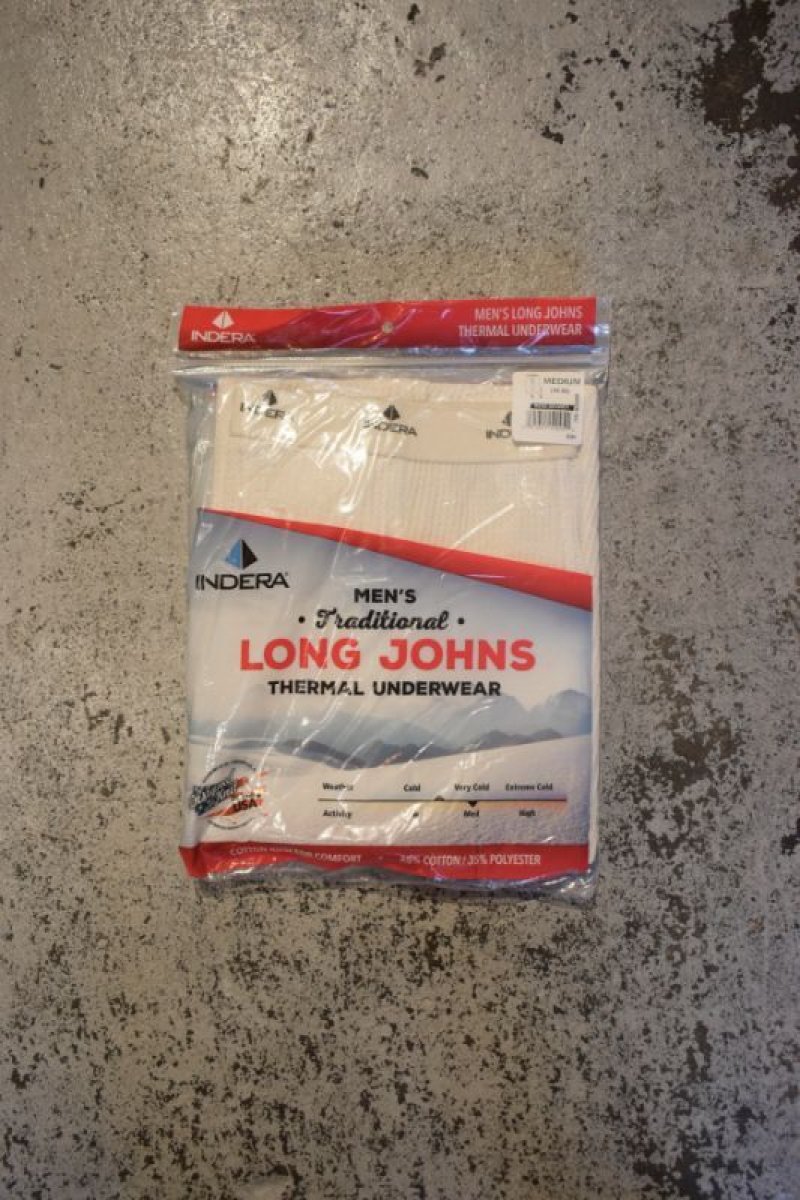 INDERA
MEN'S LONG JOHNS
THERMAL UNDERWEAR
MEDIUM
INDERA
INDERA
MEN'S
• Traditional •
LONG JOHNS
THERMAL UNDERWEAR
Weather Cold Very Cold Extreme Cold
Activity Med High
USA
COTTON COMFORT • COTTON / 35% POLYESTER